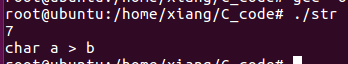 root@ubuntu:/home/xiang/C_code# ./str
7
char a > b
root@ubuntu:/home/xiang/C_code#